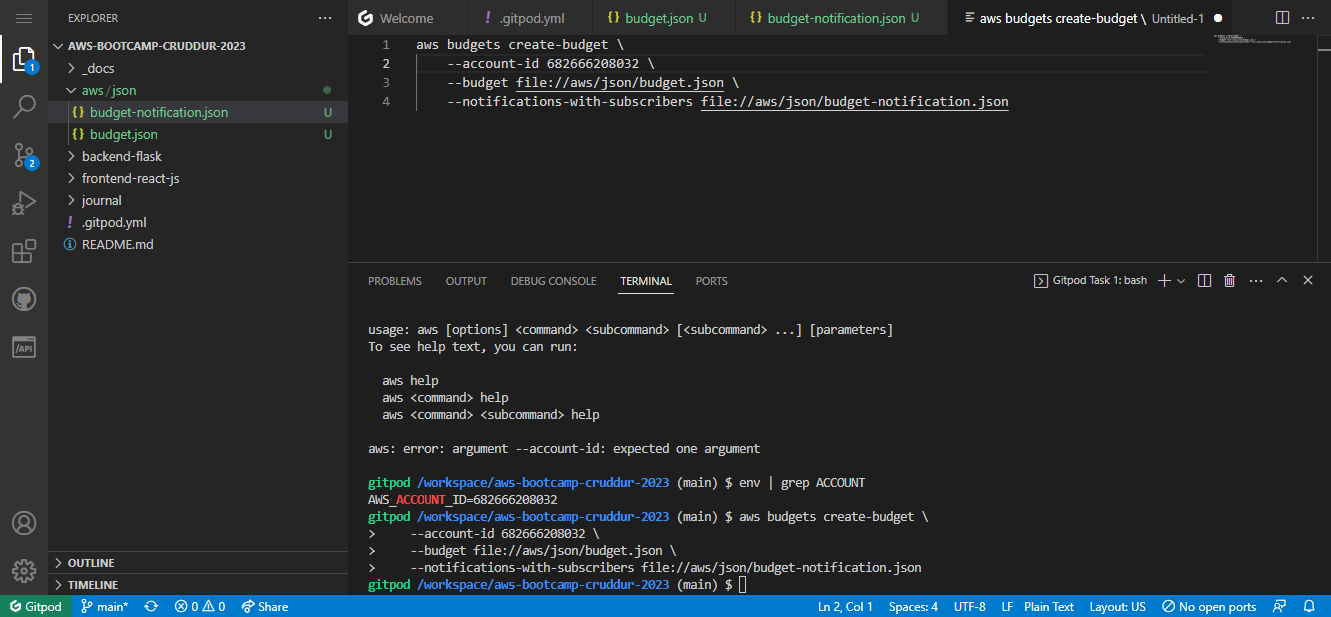 EXPLORER
AWS-BOOTCAMP-CRUDDUR-2023
_docs
aws/json
{} budget-notification.json U
{} budget.json U
backend-flask
frontend-react-js
journal
! .gitpod.yml
README.md
OUTLINE
TIMELINE
1
2
/API
Welcome
! .gitpod.yml
{} budget.json U
{} budget-notification.json U
aws budgets create-budget \ Untitled-1
1 aws budgets create-budget \
2 --account-id 682666208032 \
3 --budget file://aws/json/budget.json \
4 --notifications-with-subscribers file://aws/json/budget-notification.json
PROBLEMS OUTPUT DEBUG CONSOLE TERMINAL PORTS
Gitpod Task 1: bash
usage: aws [options] <command> <subcommand> [<subcommand> ...] [parameters]
To see help text, you can run:
aws help
aws <command> help
aws <command> <subcommand> help
aws: error: argument --account-id: expected one argument
gitpod /workspace/aws-bootcamp-cruddur-2023 (main) $ env | grep ACCOUNT
AWS_ACCOUNT_ID=682666208032
gitpod /workspace/aws-bootcamp-cruddur-2023 (main) $ aws budgets create-budget \
> --account-id 682666208032 \
> --budget file://aws/json/budget.json \
> --notifications-with-subscribers file://aws/json/budget-notification.json
gitpod /workspace/aws-bootcamp-cruddur-2023 (main) $
Gitpod main* 0 0 Share Ln 2, Col 1 Spaces: 4 UTF-8 LF Plain Text Layout: US No open ports